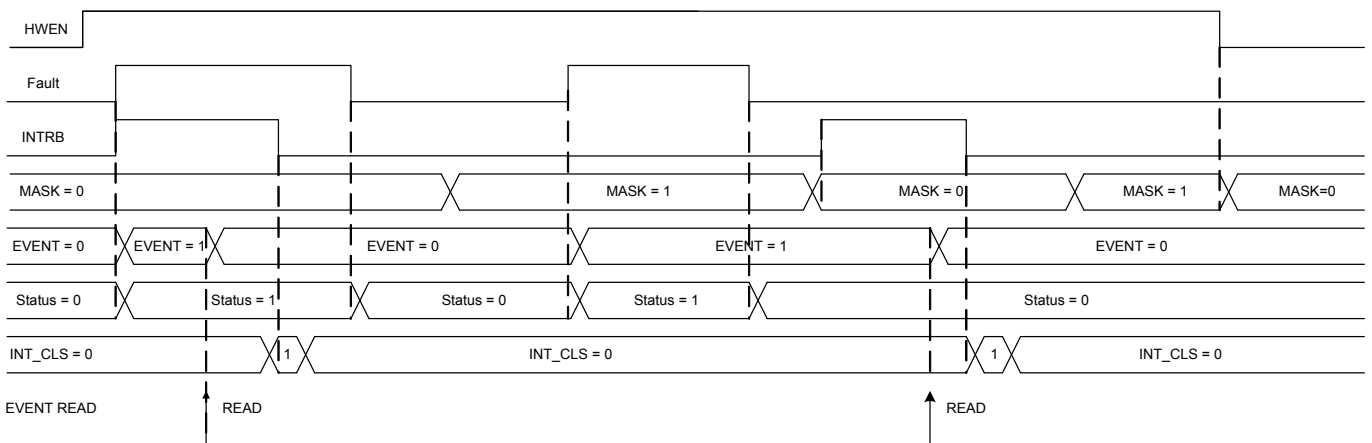 HWEN
Fault
INTRB
MASK = 0 MASK = 1 MASK = 0 MASK = 1 MASK=0
EVENT = 0 EVENT = 1 EVENT = 0 EVENT = 1 EVENT = 0
Status = 0 Status = 1 Status = 0 Status = 1 Status = 0
INT_CLS = 0 1 INT_CLS = 0 1 INT_CLS = 0
EVENT READ READ READ